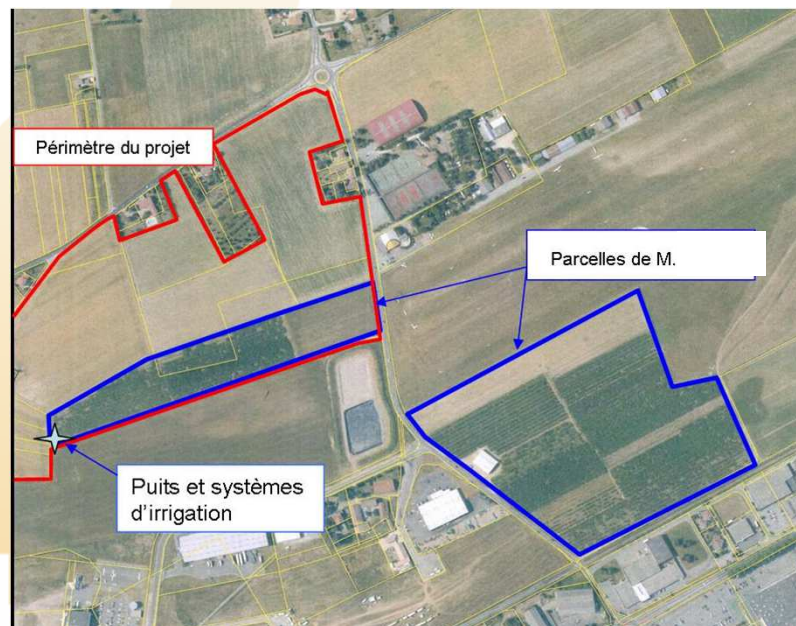 Périmètre du projet
Parcelles de M.
Puits et systèmes
d'irrigation